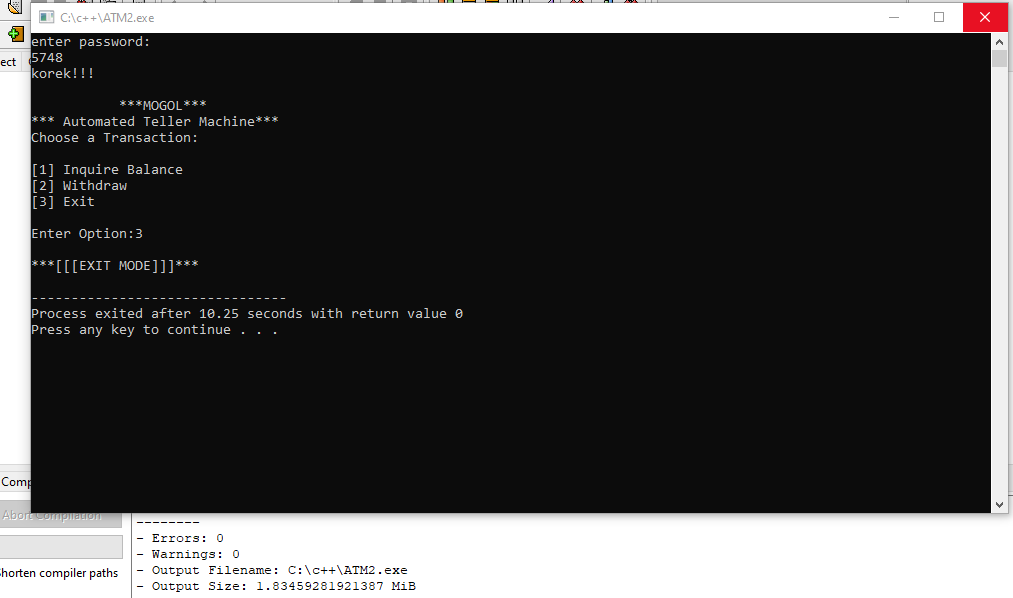 C:\c++\ATM2.exe
enter password:
5748
korek!!!
***MOGOL***
*** Automated Teller Machine***
Choose a Transaction:
[1] Inquire Balance
[2] Withdraw
[3] Exit
Enter Option:3
***[[[EXIT MODE]]]***
--------------------------------
Process exited after 10.25 seconds with return value 0
Press any key to continue . . .
ect
Comp
Abort Compilation
Shorten compiler paths
--------
- Errors: 0
- Warnings: 0
- Output Filename: C:\c++\ATM2.exe
- Output Size: 1.83459281921387 MiB